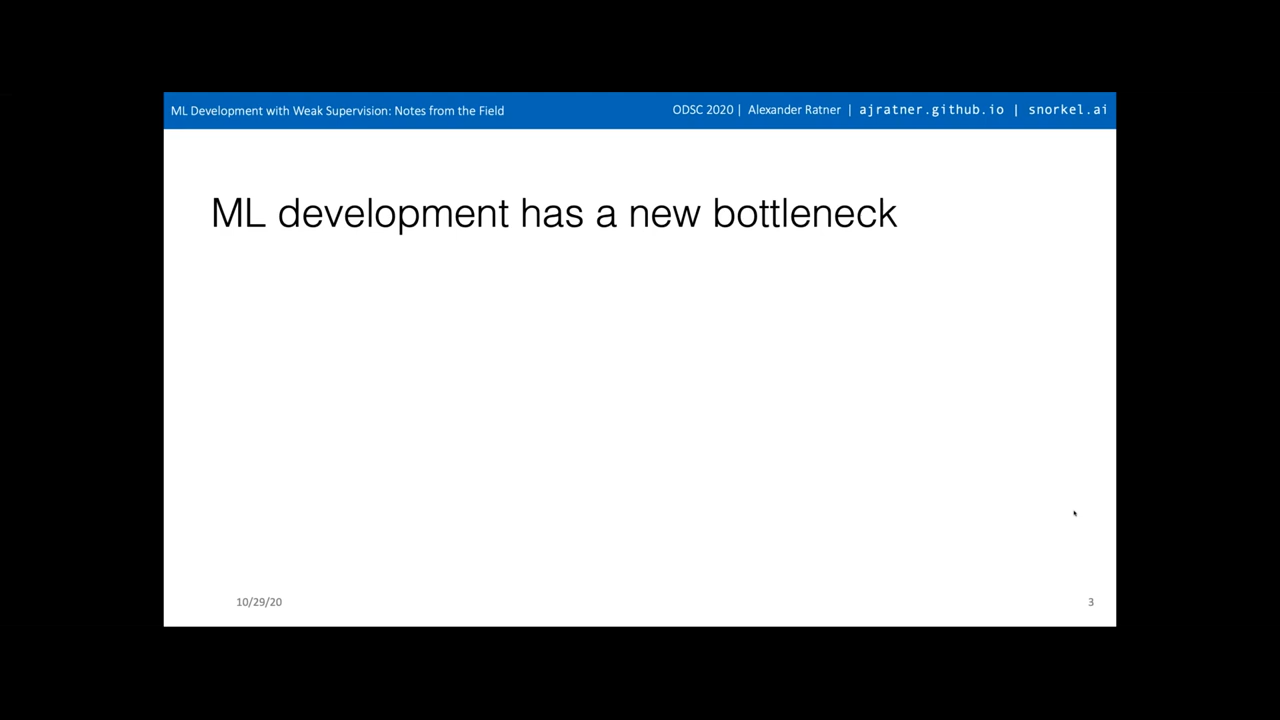 ML Development with Weak Supervision: Notes from the Field
ODSC 2020 | Alexander Ratner | ajratner.github.io | snorkel.ai
ML development has a new bottleneck
10/29/20
3